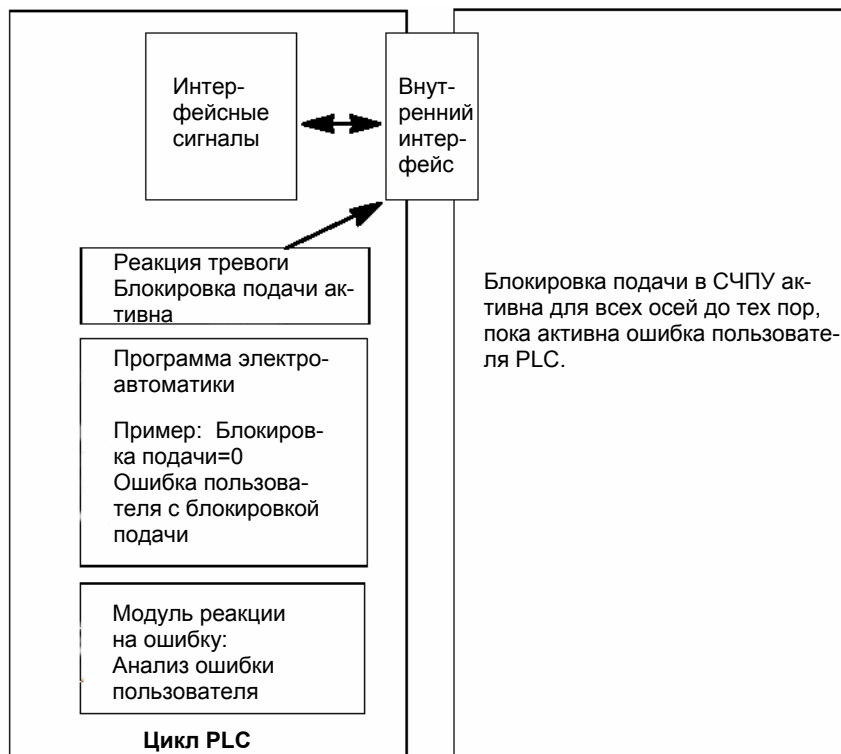 Интер-
фейсные
сигналы
Внут-
ренний
интер-
фейс
Реакция тревоги
Блокировка подачи ак-
тивна
Программа электро-
автоматики
Пример: Блокиров-
ка подачи=0
Ошибка пользова-
теля с блокировкой
подачи
Модуль реакции
на ошибку:
Анализ ошибки
пользователя
Цикл PLC
Блокировка подачи в СЧПУ ак-
тивна для всех осей до тех пор,
пока активна ошибка пользовате-
ля PLC.